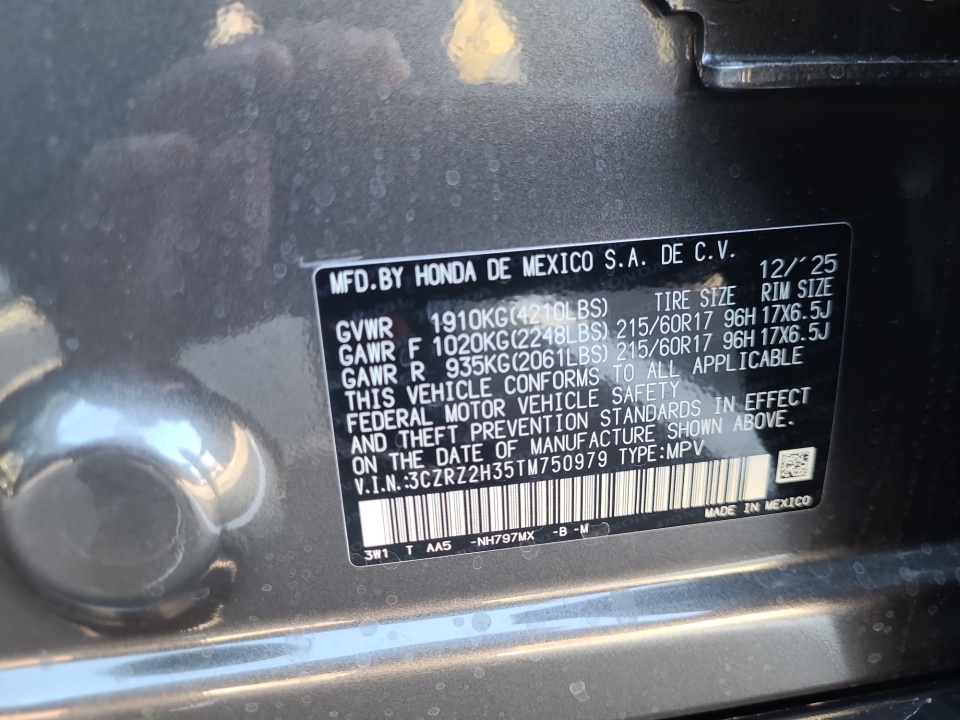 MFD.BY HONDA DE MEXICO S.A. DE C.V.
12/'25
TIRE SIZE RIM SIZE
GVWR 1910KG(4210LBS)
GAWR F 1020KG(2248LBS) 215/60R17 96H 17X6.5J
GAWR R 935KG(2061LBS) 215/60R17 96H 17X6.5J
THIS VEHICLE CONFORMS TO ALL APPLICABLE
FEDERAL MOTOR VEHICLE SAFETY
AND THEFT PREVENTION STANDARDS IN EFFECT
ON THE DATE OF MANUFACTURE SHOWN ABOVE.
V.I.N.:3CZRZ2H35TM750979 TYPE:MPV
MADE IN MEXICO
3W1 T AA5 -NH797MX -B -M